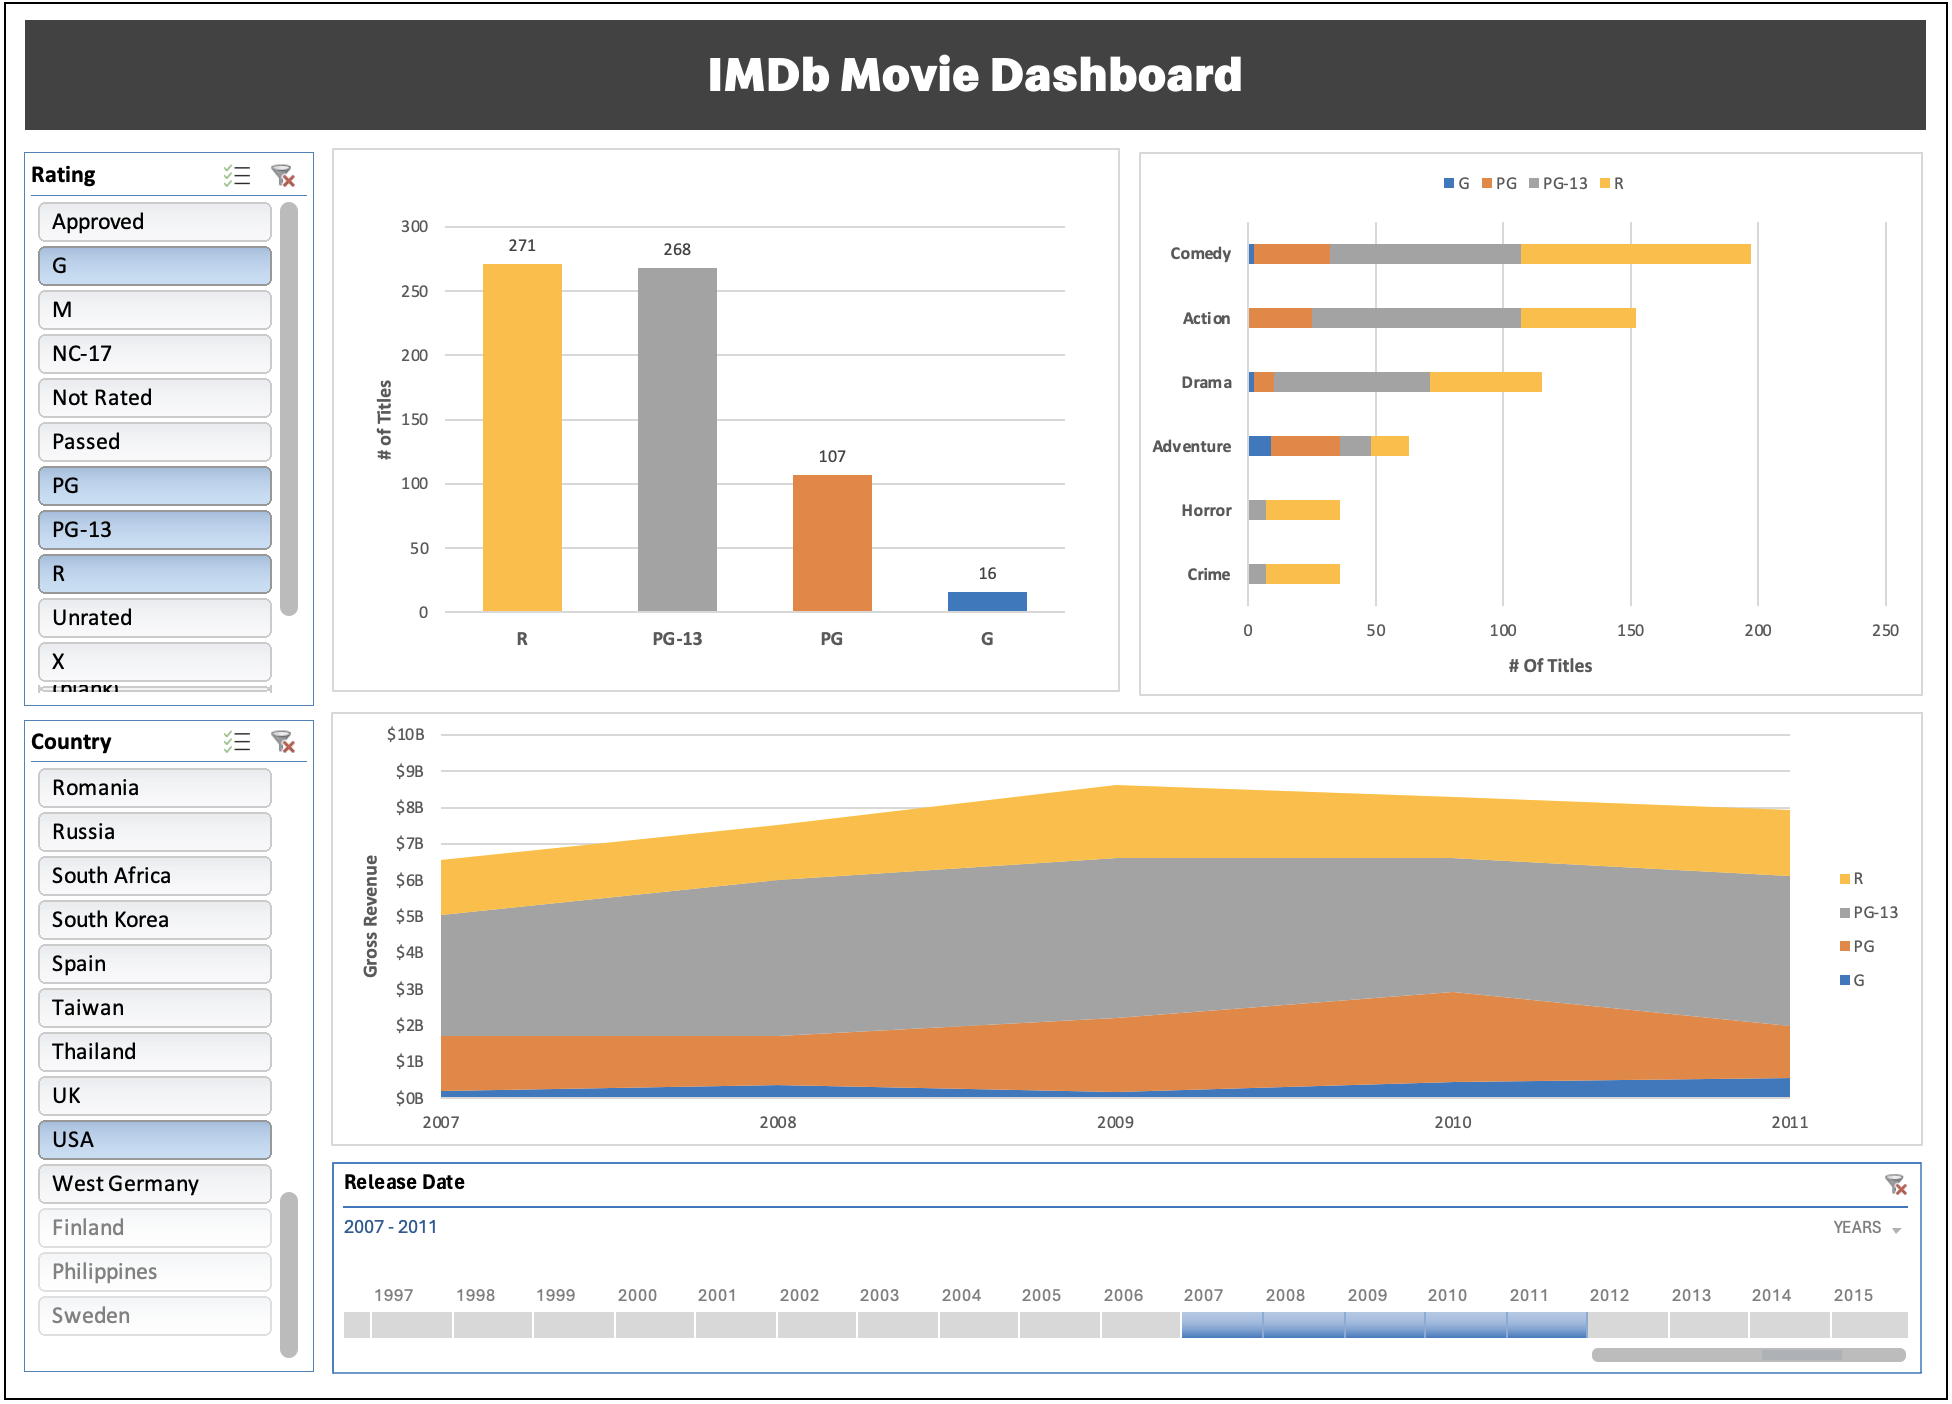 IMDb Movie Dashboard
Rating
Approved
G
M
NC-17
Not Rated
Passed
PG
PG-13
R
Unrated
X
(blank)
300
250
200
150
100
50
0
# of Titles
271
268
107
16
R PG-13 PG G
G PG PG-13 R
Comedy
Action
Drama
Adventure
Horror
Crime
0 50 100 150 200 250
# Of Titles
Country
Romania
Russia
South Africa
South Korea
Spain
Taiwan
Thailand
UK
USA
West Germany
Finland
Philippines
Sweden
$10B
$9B
$8B
$7B
$6B
$5B
$4B
$3B
$2B
$1B
$0B
Gross Revenue
2007 2008 2009 2010 2011
R
PG-13
PG
G
Release Date
2007 - 2011
YEARS
1997 1998 1999 2000 2001 2002 2003 2004 2005 2006 2007 2008 2009 2010 2011 2012 2013 2014 2015